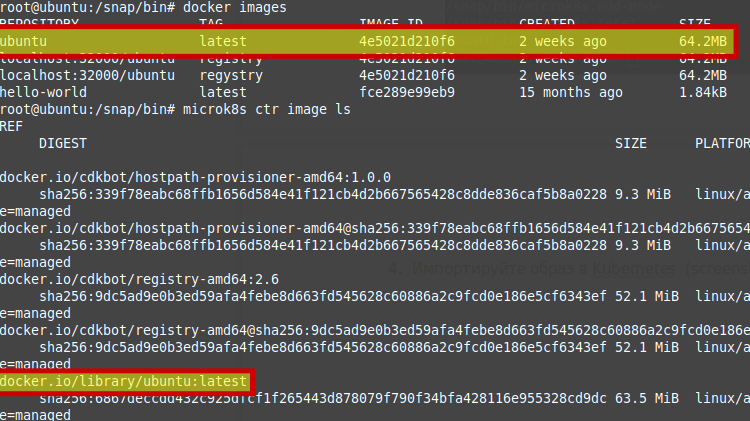 root@ubuntu:/snap/bin# docker images
REPOSITORY TAG IMAGE ID CREATED SIZE
ubuntu latest 4e5021d210f6 2 weeks ago 64.2MB
localhost:32000/ubuntu registry 4e5021d210f6 2 weeks ago 64.2MB
localhost:32000/ubuntu regystry 4e5021d210f6 2 weeks ago 64.2MB
hello-world latest fce289e99eb9 15 months ago 1.84kB
root@ubuntu:/snap/bin# microk8s ctr image ls
REF
DIGEST SIZE PLATFOR
docker.io/cdkbot/hostpath-provisioner-amd64:1.0.0
sha256:339f78eabc68ffb1656d584e41f121cb4d2b667565428c8dde836caf5b8a0228 9.3 MiB linux/a
e=managed
docker.io/cdkbot/hostpath-provisioner-amd64@sha256:339f78eabc68ffb1656d584e41f121cb4d2b6675654
sha256:339f78eabc68ffb1656d584e41f121cb4d2b667565428c8dde836caf5b8a0228 9.3 MiB linux/a
e=managed
4. Импортируйте образ в Kubernetes (screens
docker.io/cdkbot/registry-amd64:2.6
sha256:9dc5ad9e0b3ed59afa4febe8d663fd545628c60886a2c9fcd0e186e5cf6343ef 52.1 MiB linux/a
e=managed
docker.io/cdkbot/registry-amd64@sha256:9dc5ad9e0b3ed59afa4febe8d663fd545628c60886a2c9fcd0e186e
sha256:9dc5ad9e0b3ed59afa4febe8d663fd545628c60886a2c9fcd0e186e5cf6343ef 52.1 MiB linux/a
e=managed
docker.io/library/ubuntu:latest
sha256:6867deccdd432c925dfcf1f265443d878079f790f34bfa428116e955328cd9dc 63.5 MiB linux/a
e=managed